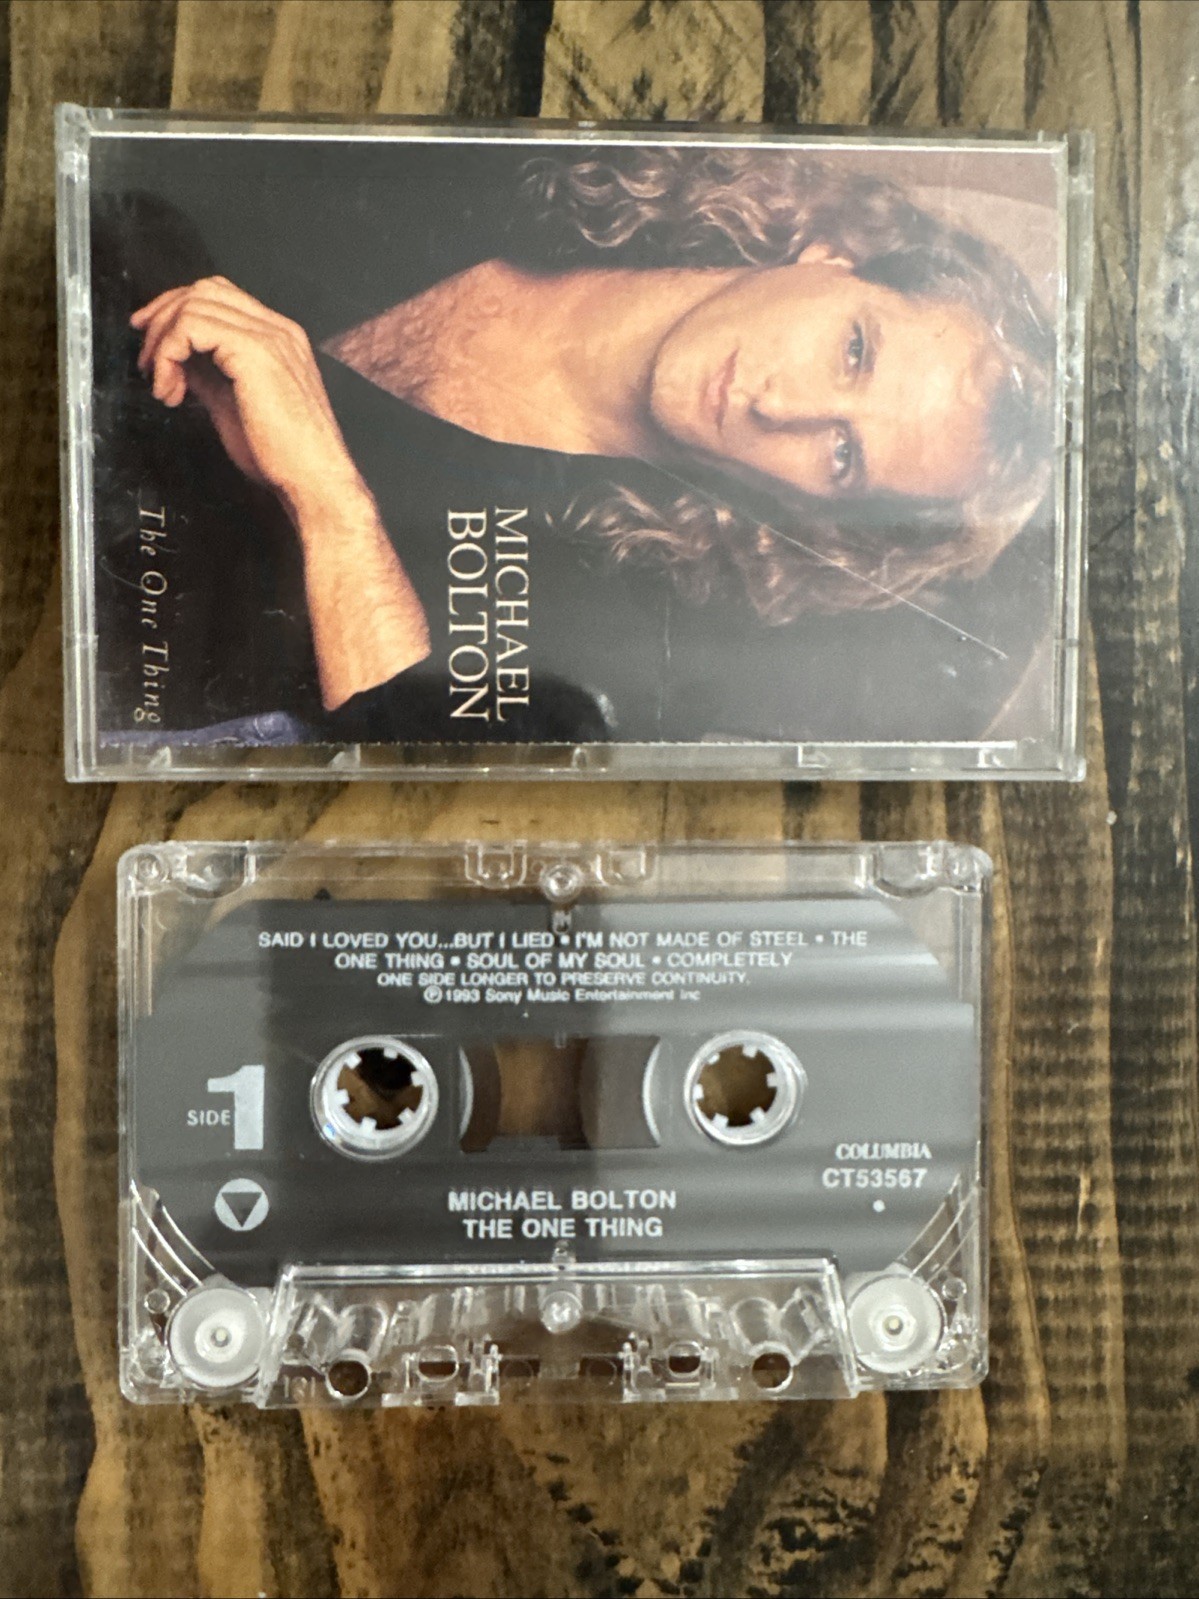 MICHAEL
BOLTON
The One Thing
SAID I LOVED YOU...BUT I LIED • I'M NOT MADE OF STEEL • THE
ONE THING • SOUL OF MY SOUL • COMPLETELY
ONE SIDE LONGER TO PRESERVE CONTINUITY.
℗ 1993 Sony Music Entertainment Inc
SIDE 1
COLUMBIA
CT53567
MICHAEL BOLTON
THE ONE THING